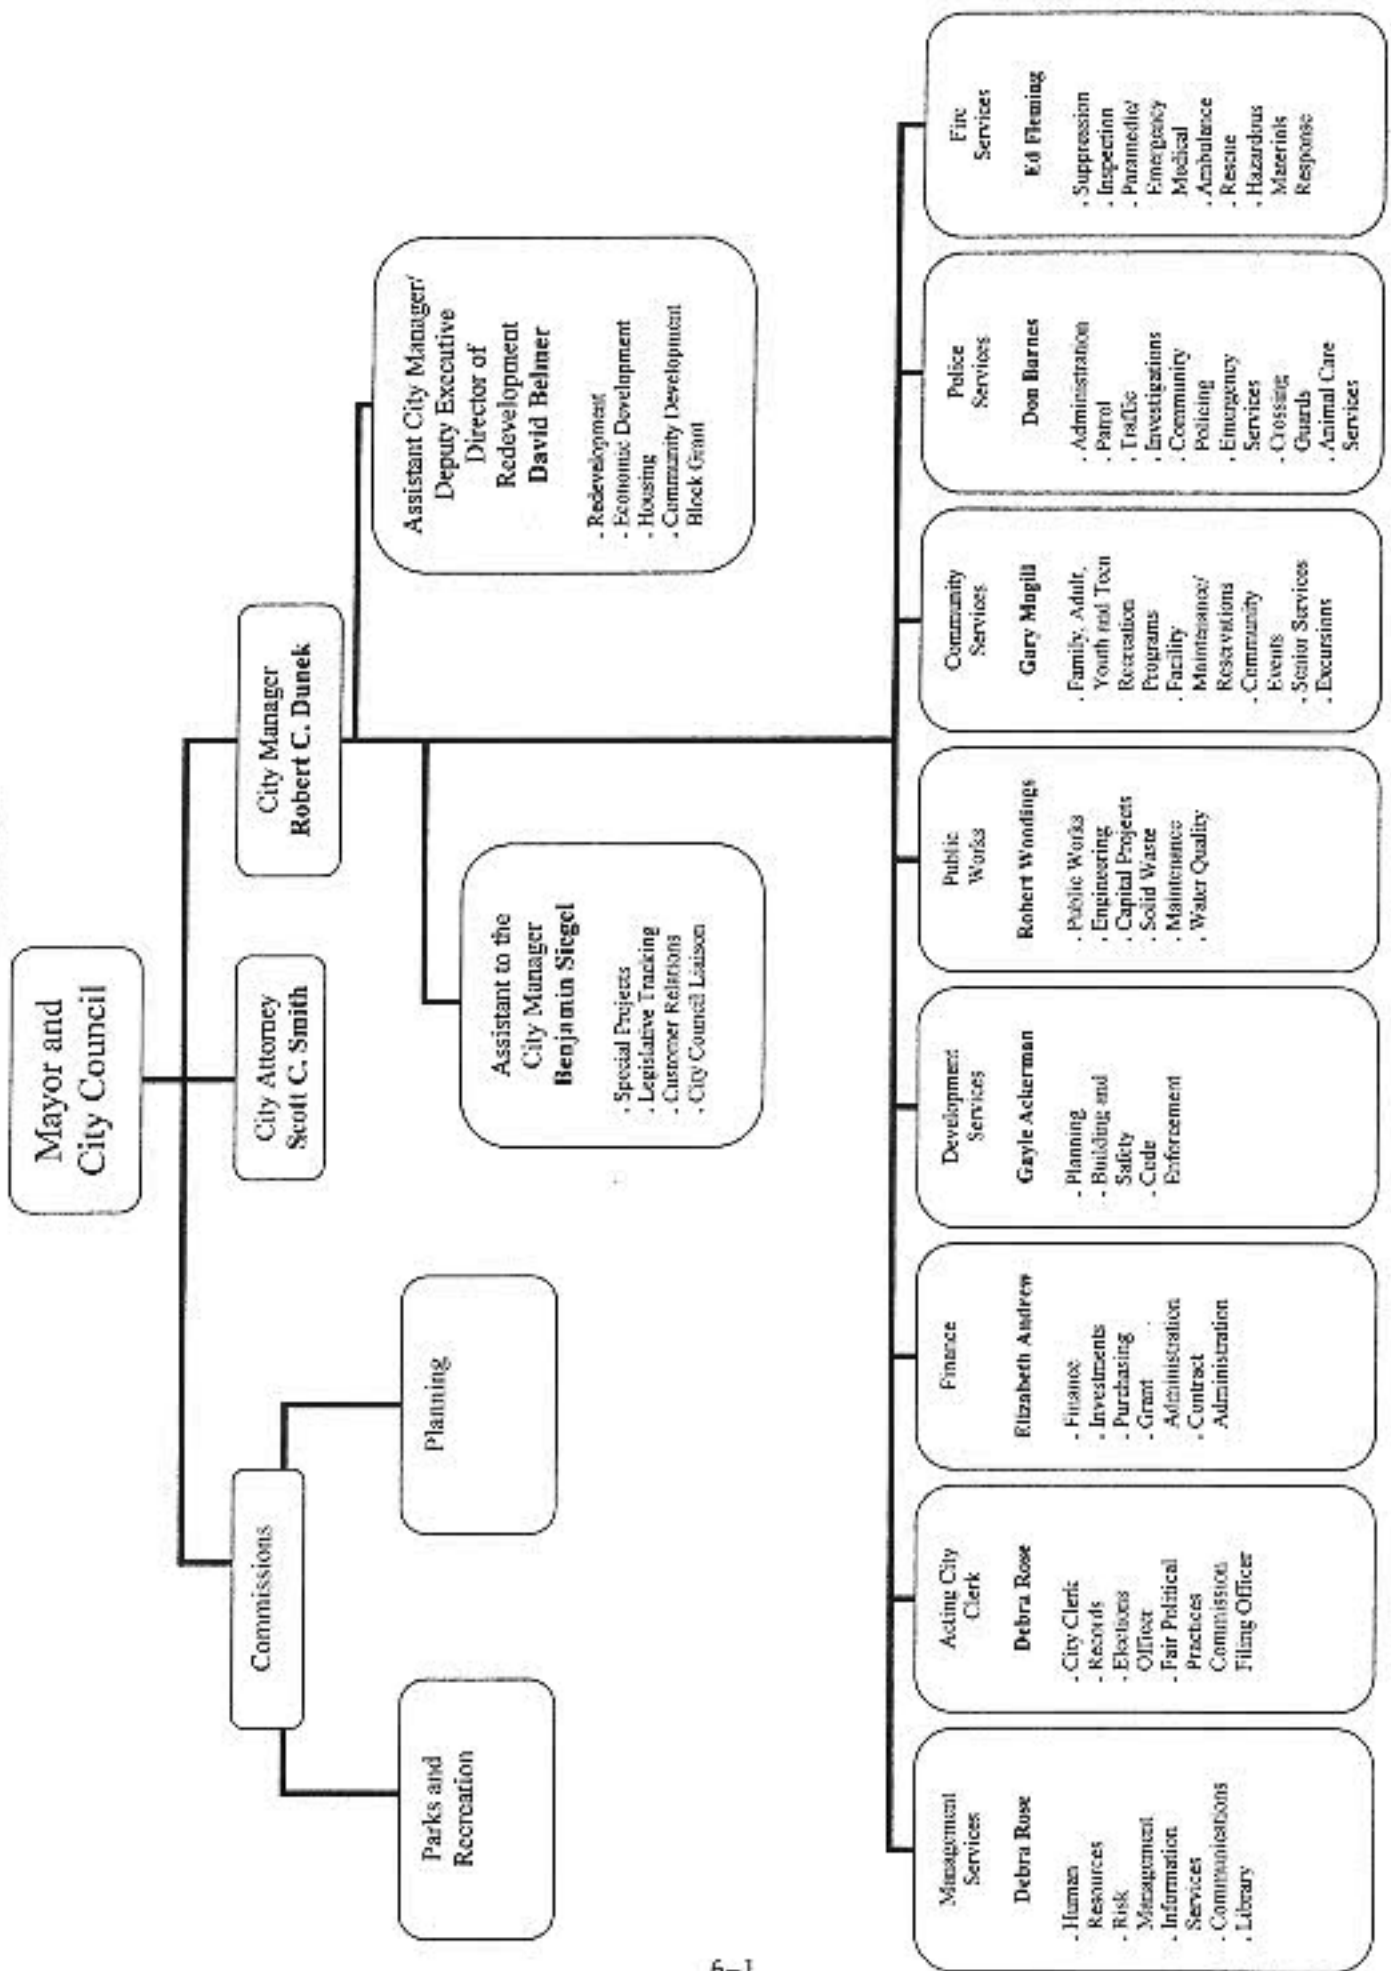 Mayor and
City Council
Commissions
City Attorney
Scott C. Smith
City Manager
Robert C. Dunek
Parks and
Recreation
Planning
Assistant to the
City Manager
Benjamin Siegel
. Special Projects
. Legislative Tracking
. Customer Relations
. City Council Liaison
Assistant City Manager/
Deputy Executive
Director of
Redevelopment
David Belmer
. Redevelopment
. Economic Development
. Housing
. Community Development
Block Grant
Management
Services
Debra Rose
. Human
Resources
. Risk
Management
. Information
Services
. Communications
. Library
Acting City
Clerk
Debra Rose
. City Clerk
. Records
. Elections
Officer
. Fair Political
Practices
Commission
Filing Officer
Finance
Elizabeth Andrew
. Finance
. Investments
. Purchasing
. Grant
Administration
. Contract
Administration
Development
Services
Gayle Ackerman
. Planning
. Building and
Safety
. Code
Enforcement
Public
Works
Robert Woodings
. Public Works
. Engineering
. Capital Projects
. Solid Waste
. Maintenance
. Water Quality
Community
Services
Gary Magill
. Family, Adult,
Youth and Teen
Recreation
Programs
. Facility
Maintenance/
Reservations
. Community
Events
. Senior Services
. Excursions
Police
Services
Don Barnes
. Administration
. Patrol
. Traffic
. Investigations
. Community
Policing
. Emergency
Services
. Crossing
Guards
. Animal Care
Services
Fire
Services
Ed Fleming
. Suppression
. Inspection
. Paramedic/
Emergency
Medical
. Ambulance
. Rescue
. Hazardous
Materials
Response
6-1